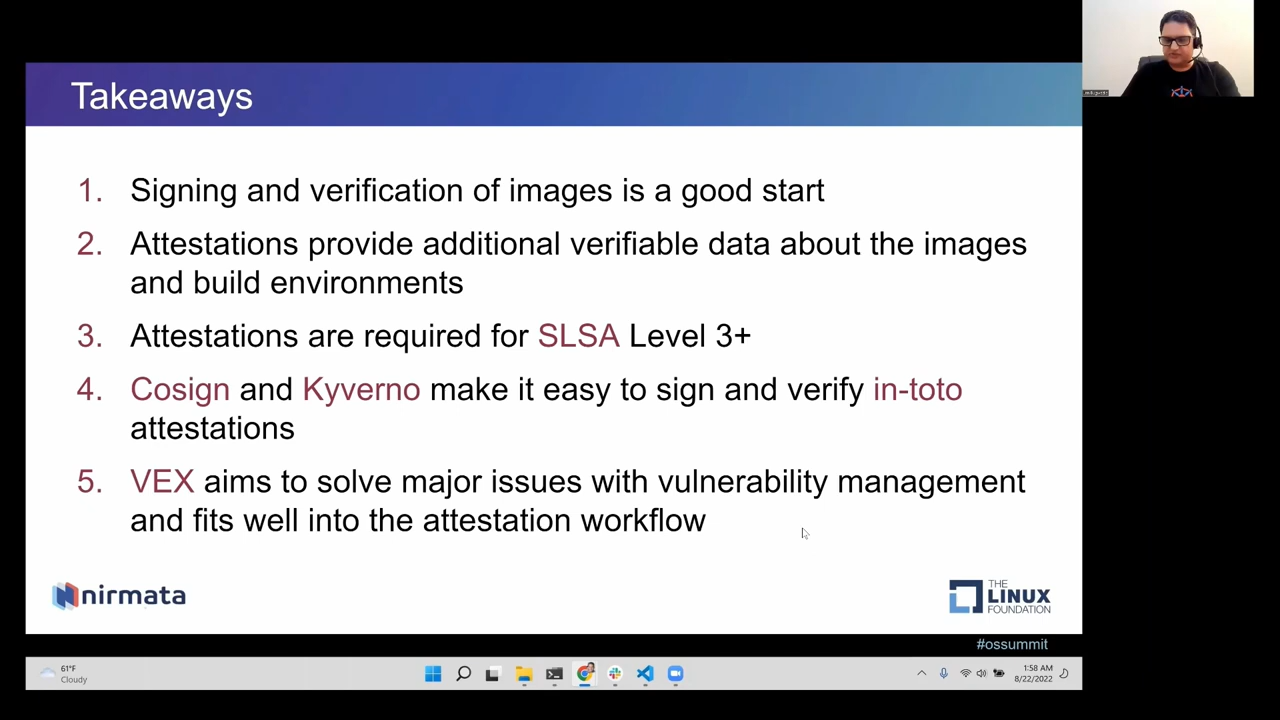 Takeaways
1. Signing and verification of images is a good start
2. Attestations provide additional verifiable data about the images
and build environments
3. Attestations are required for SLSA Level 3+
4. Cosign and Kyverno make it easy to sign and verify in-toto
attestations
5. VEX aims to solve major issues with vulnerability management
and fits well into the attestation workflow
nirmata
THE
LINUX
FOUNDATION
#ossummit
61°F
Cloudy
1:58 AM
8/22/2022